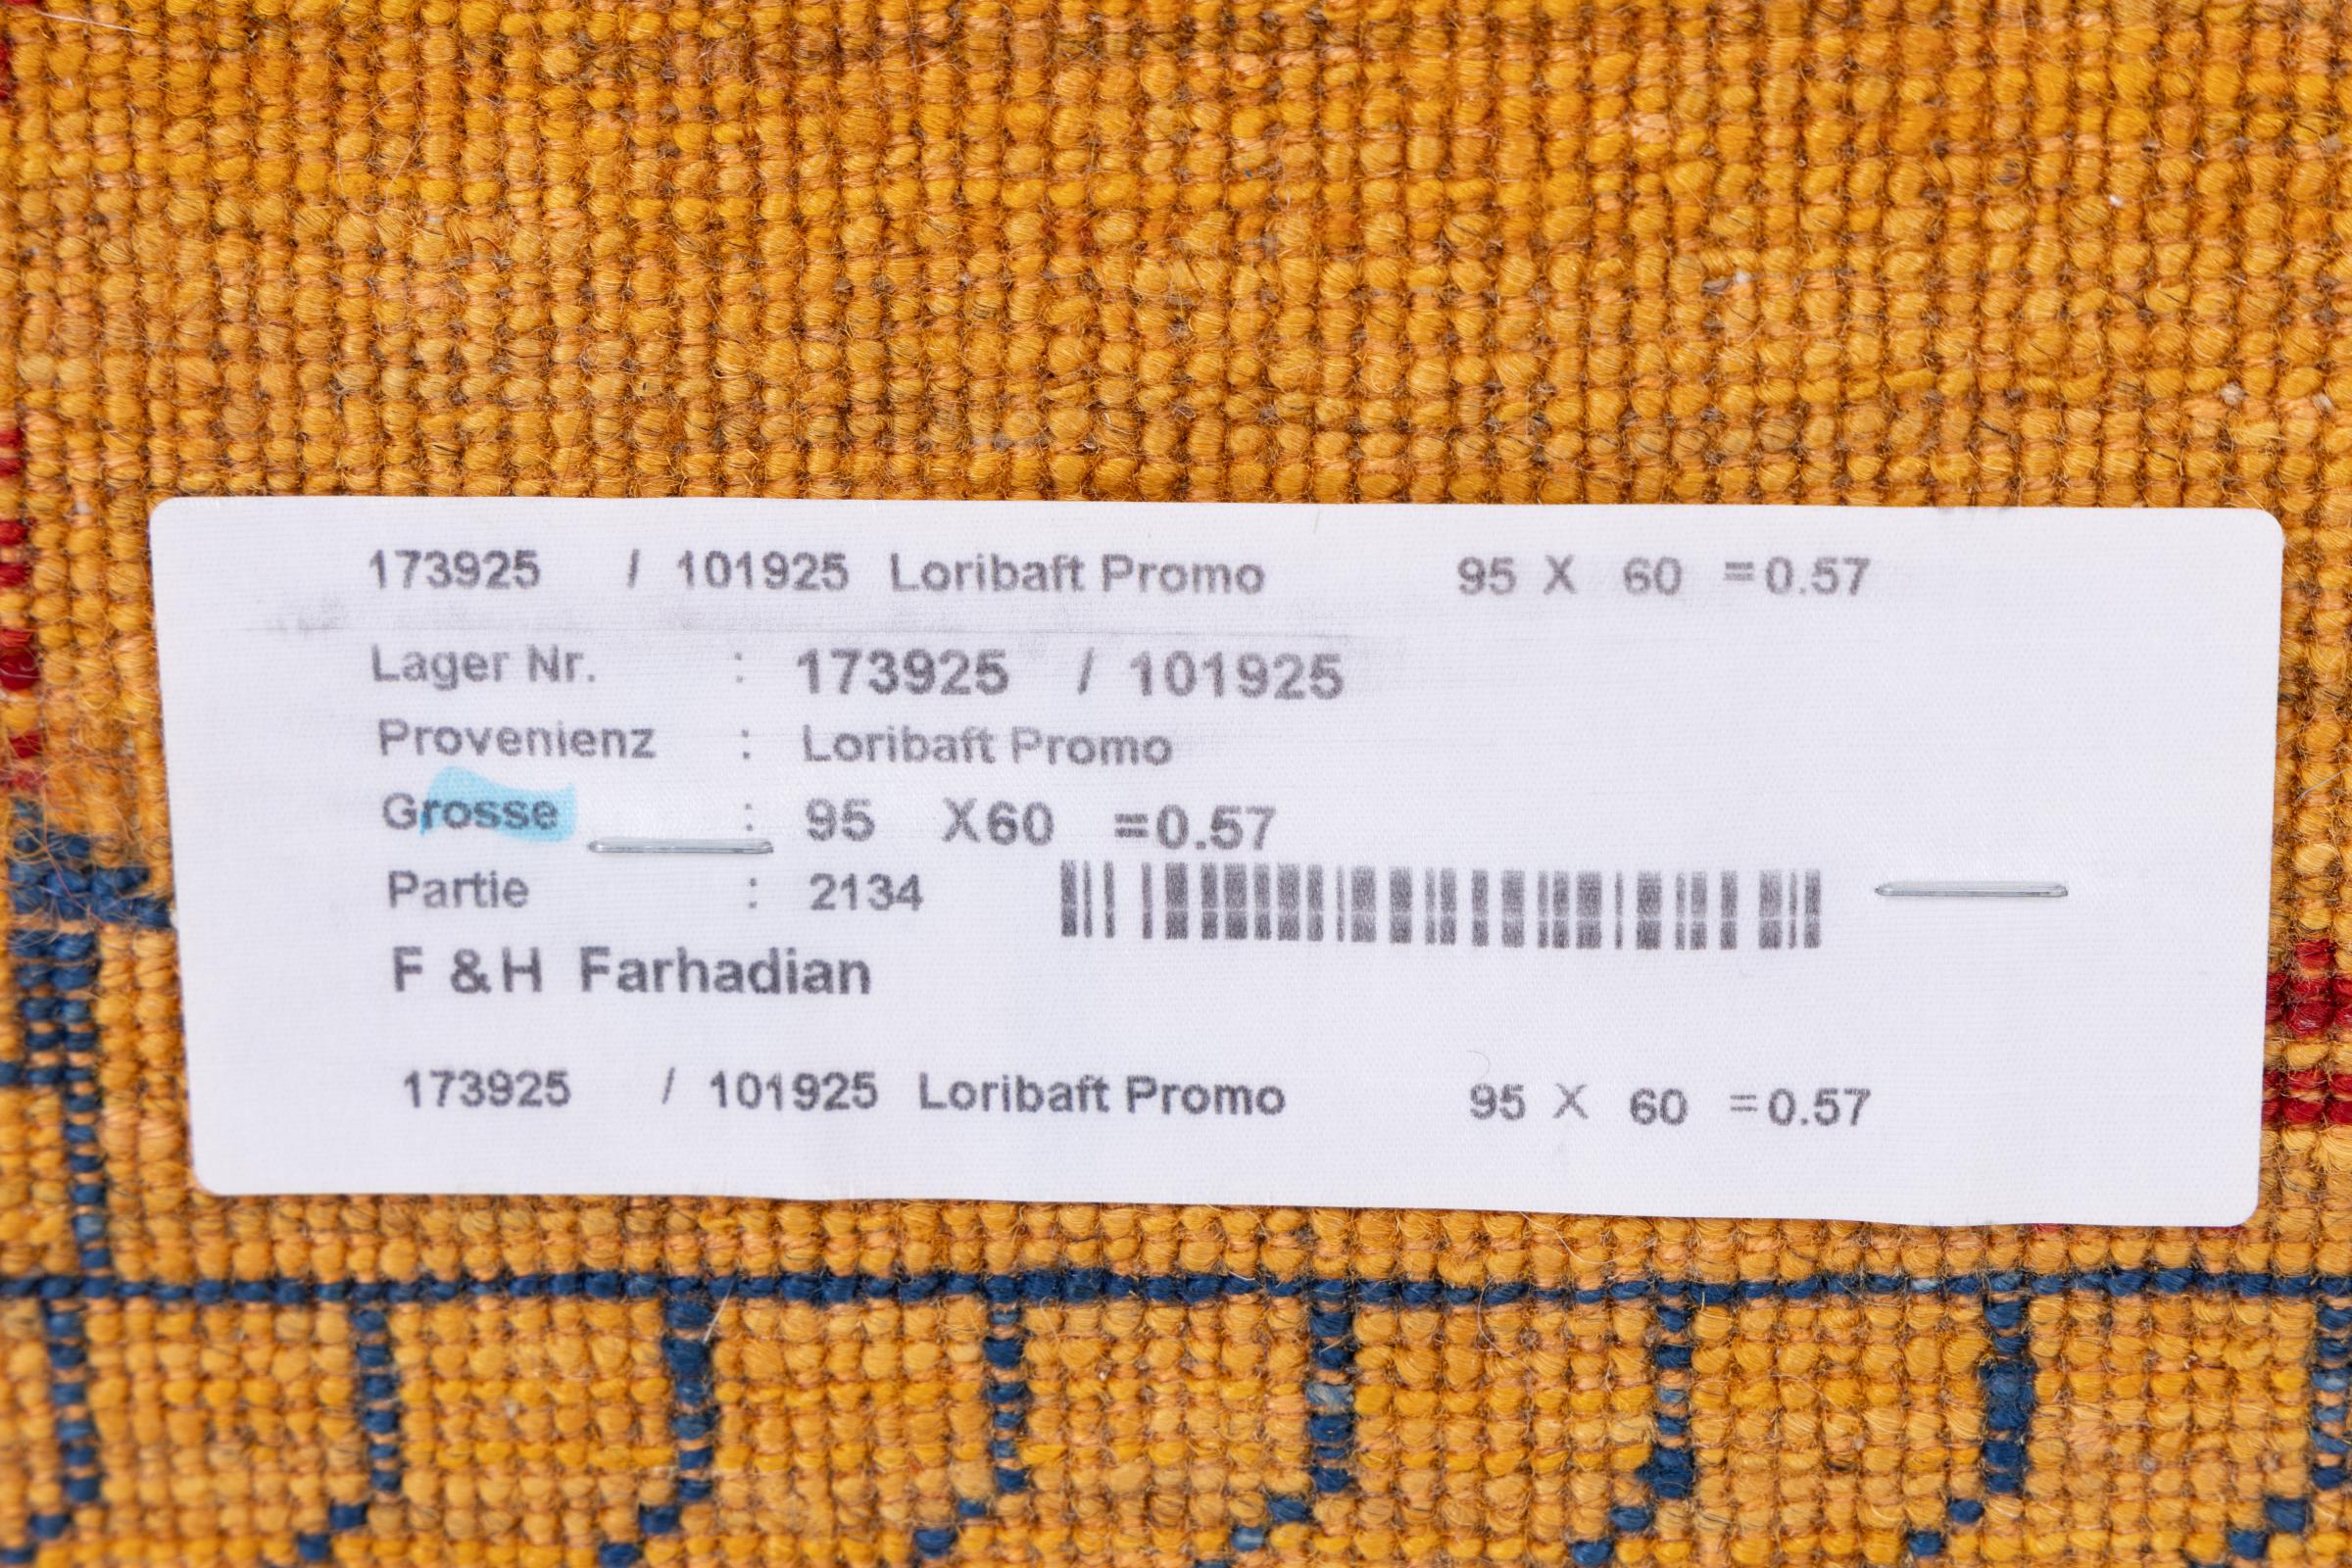 173925 / 101925 Loribaft Promo 95 X 60 =0.57
Lager Nr. : 173925 / 101925
Provenienz : Loribaft Promo
Grosse : 95 X60 =0.57
Partie : 2134
F & H Farhadian
173925 / 101925 Loribaft Promo 95 X 60 =0.57